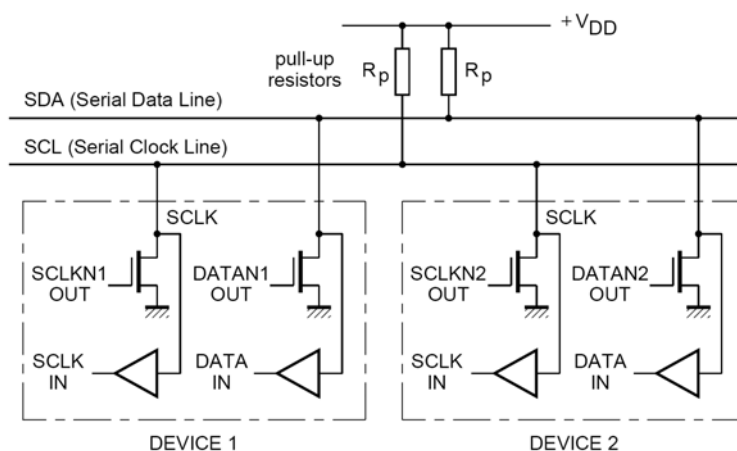 +VDD
pull-up
resistors
Rp
Rp
SDA (Serial Data Line)
SCL (Serial Clock Line)
SCLK
SCLK
SCLKN1
OUT
DATAN1
OUT
SCLKN2
OUT
DATAN2
OUT
SCLK
IN
DATA
IN
SCLK
IN
DATA
IN
DEVICE 1
DEVICE 2